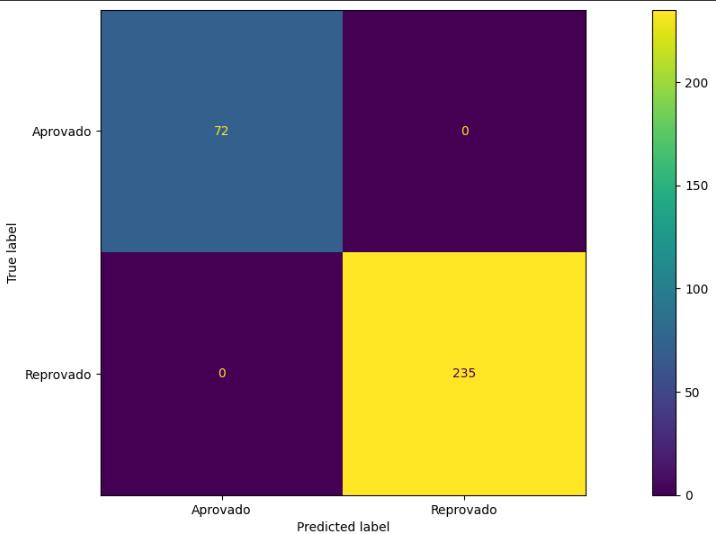 True label
Aprovado
72
0
Reprovado
0
235
Aprovado
Reprovado
Predicted label
200
150
100
50
0